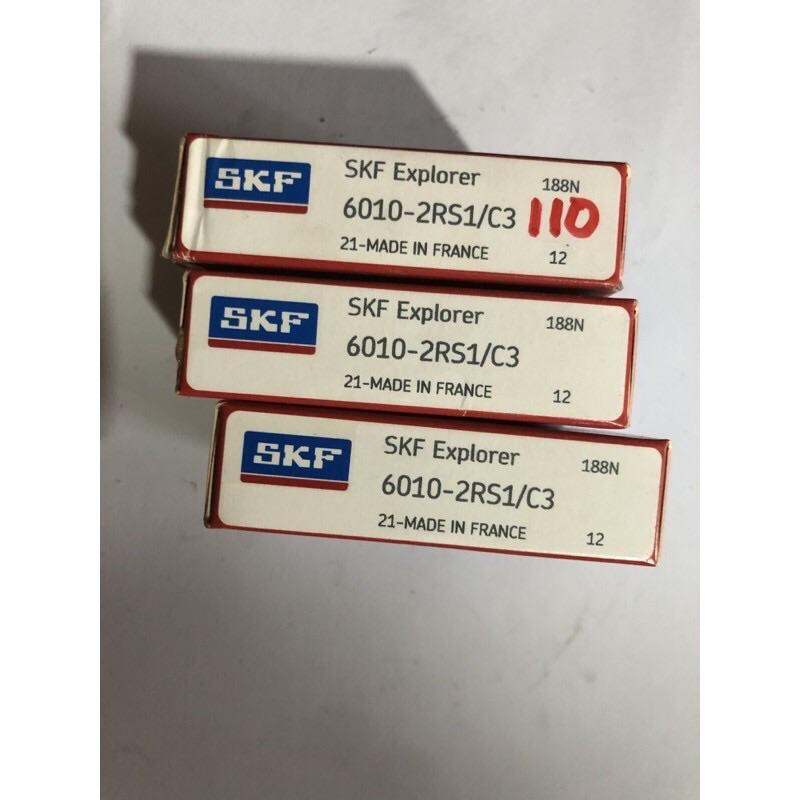 SKF
SKF Explorer
188N
6010-2RS1/C3
110
21-MADE IN FRANCE
12
SKF
SKF Explorer
188N
6010-2RS1/C3
21-MADE IN FRANCE
12
SKF
SKF Explorer
188N
6010-2RS1/C3
21-MADE IN FRANCE
12